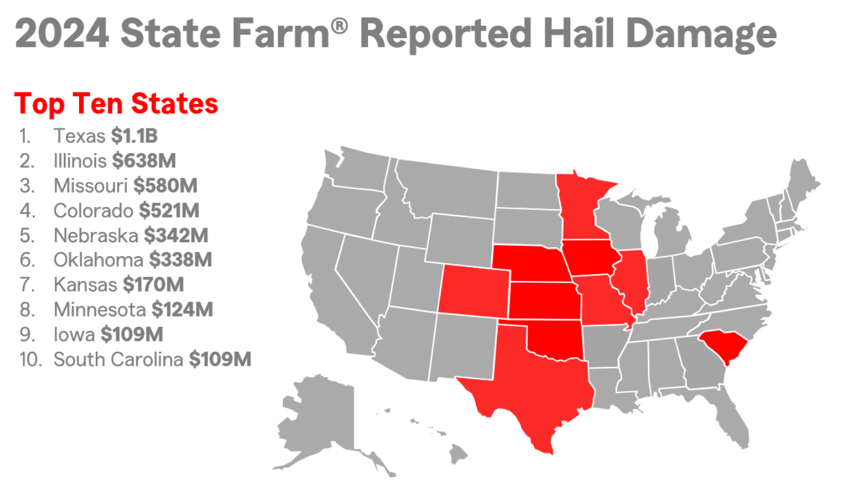 2024 State Farm® Reported Hail Damage
Top Ten States
1. Texas $1.1B
2. Illinois $638M
3. Missouri $580M
4. Colorado $521M
5. Nebraska $342M
6. Oklahoma $338M
7. Kansas $170M
8. Minnesota $124M
9. Iowa $109M
10. South Carolina $109M